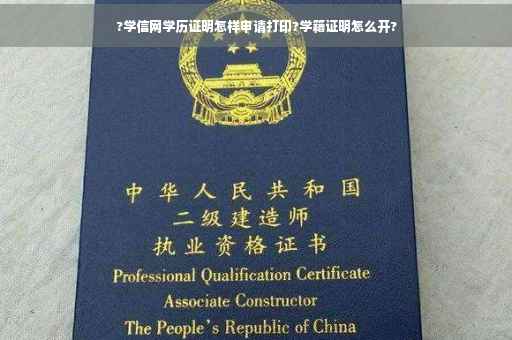 ?学信网学历证明怎样申请打印?学籍证明怎么开?
中华人民共和国
二级建造师
执业资格证书
Professional Qualification Certificate
Associate Constructor
The People's Republic of China